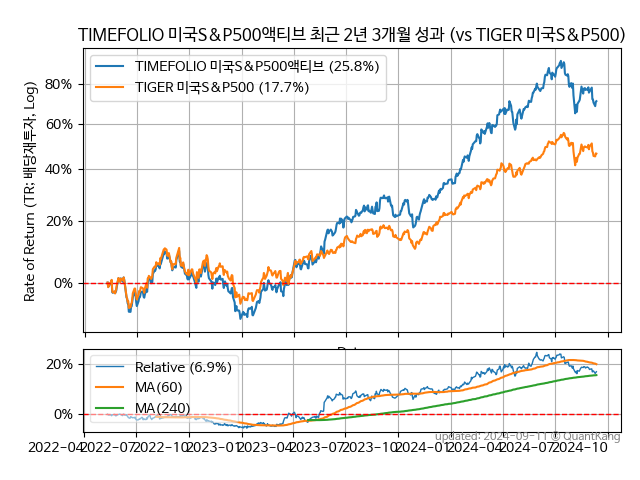 TIMEFOLIO 미국S&P500액티브 최근 2년 3개월 성과 (vs TIGER 미국S&P500)
Rate of Return (TR: 배당재투자, Log)
80%
60%
40%
20%
0%
TIMEFOLIO 미국S&P500액티브 (25.8%)
TIGER 미국S&P500 (17.7%)
20%
0%
Relative (6.9%)
MA(60)
MA(240)
2022-04
2022-07
2022-10
2023-01
2023-04
2023-07
2023-10
2024-01
2024-04
2024-07
2024-10
updated: 2024-09-11 © QuantKang